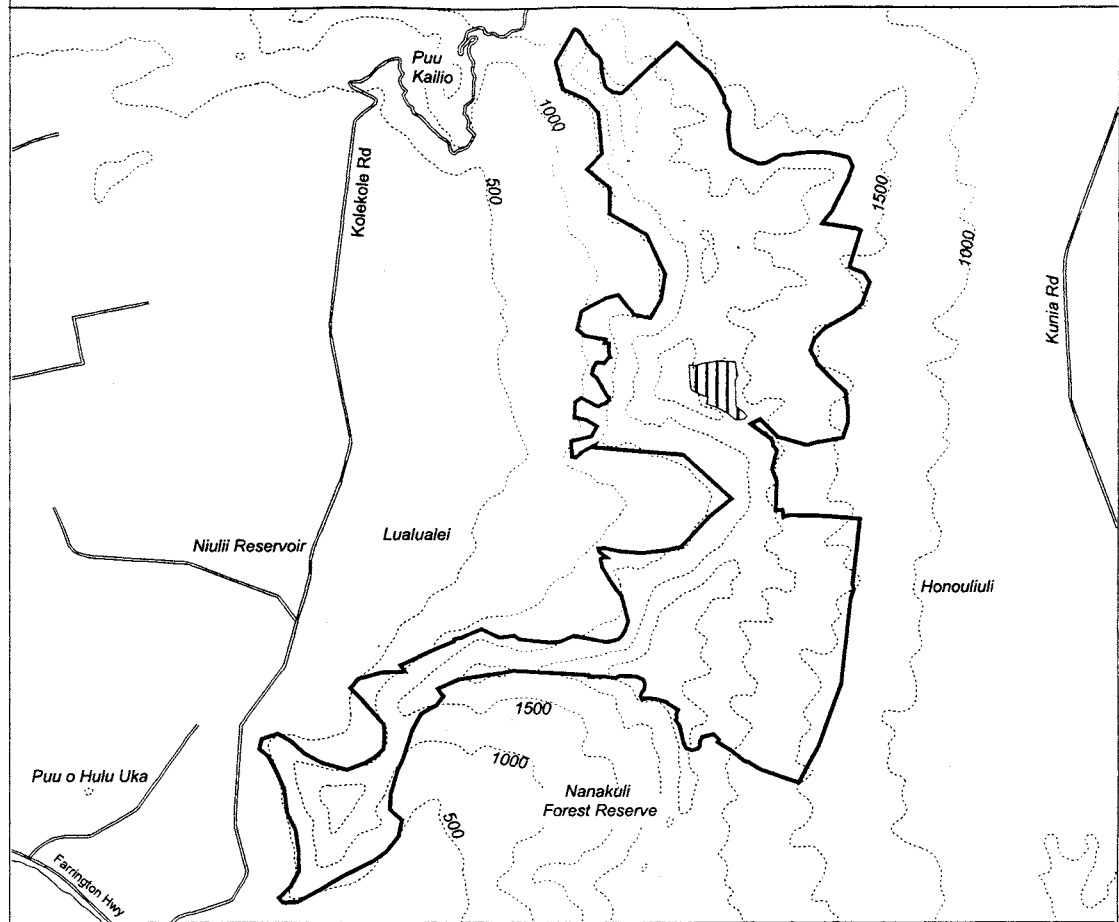 Puu
Kailio
1000
Kolekole Rd
500
1500
1000
Kunia Rd
Niulii Reservoir
Lualualei
Honouliuli
1500
1000
Puu o Hulu Uka
Nanakuli
Forest Reserve
500
Farrington Hwy